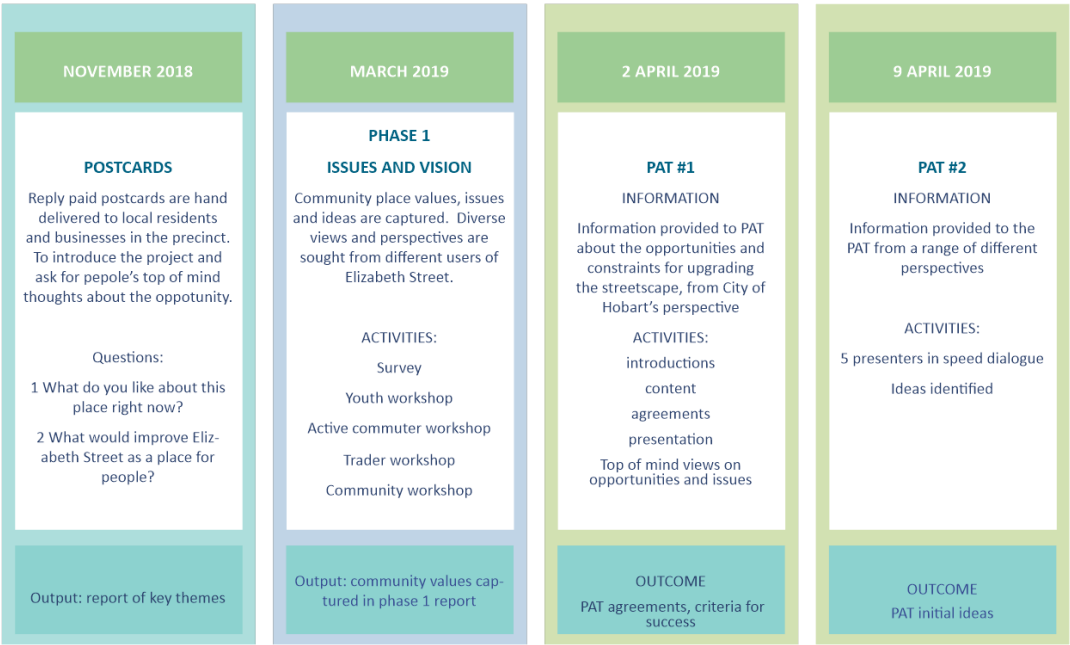 NOVEMBER 2018
POSTCARDS
Reply paid postcards are hand
delivered to local residents
and businesses in the precinct.
To introduce the project and
ask for pepole's top of mind
thoughts about the oppotunity.
Questions:
1 What do you like about this
place right now?
2 What would improve Eliz-
abeth Street as a place for
people?
Output: report of key themes
MARCH 2019
PHASE 1
ISSUES AND VISION
Community place values, issues
and ideas are captured.  Diverse
views and perspectives are
sought from different users of
Elizabeth Street.
ACTIVITIES:
Survey
Youth workshop
Active commuter workshop
Trader workshop
Community workshop
Output: community values cap-
tured in phase 1 report
2 APRIL 2019
PAT #1
INFORMATION
Information provided to PAT
about the opportunities and
constraints for upgrading
the streetscape, from City of
Hobart's perspective
ACTIVITIES:
introductions
content
agreements
presentation
Top of mind views on
opportunities and issues
OUTCOME
PAT agreements, criteria for
success
9 APRIL 2019
PAT #2
INFORMATION
Information provided to the
PAT from a range of different
perspectives
ACTIVITIES:
5 presenters in speed dialogue
Ideas identified
OUTCOME
PAT initial ideas